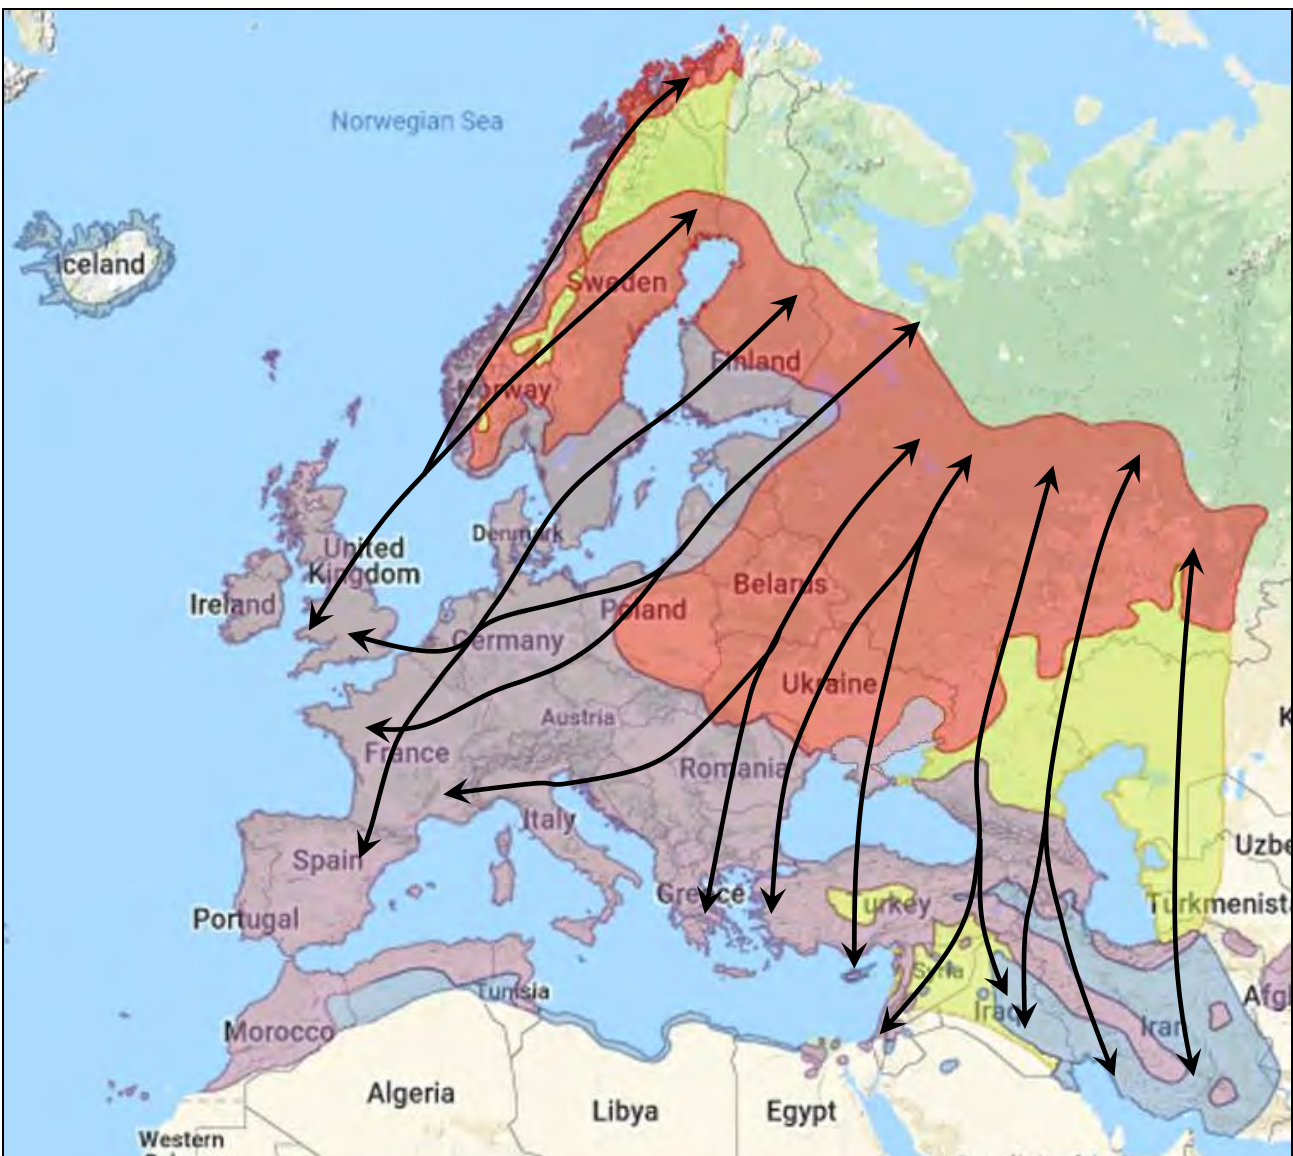 Norwegian Sea
Iceland
Sweden
Finland
Norway
United
Kingdom
Denmark
Ireland
Belarus
Poland
Germany
Ukraine
Austria
France
Romania
Italy
Uzbe
Spain
Greece
Turkey
Turkmenista
Portugal
Syria
Tunisia
Afg
Iraq
Iran
Morocco
Algeria
Libya
Egypt
Western
K